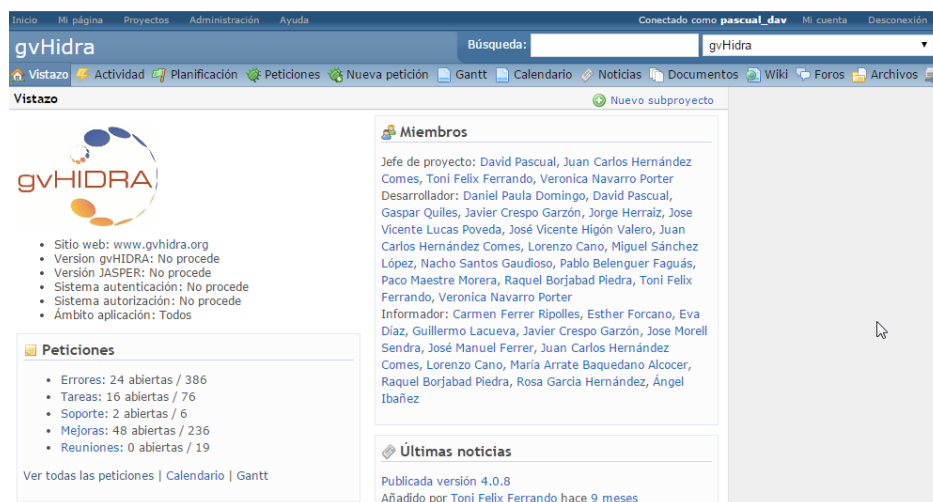 Inicio Mi página Proyectos Administración Ayuda Conectado como pascual_dav Mi cuenta Desconexión
gvHidra Búsqueda: gvHidra
Vistazo Actividad Planificación Peticiones Nueva petición Gantt Calendario Noticias Documentos Wiki Foros Archivos
Vistazo Nuevo subproyecto
gvHIDRA
• Sitio web: www.gvhidra.org
• Version gvHIDRA: No procede
• Versión JASPER: No procede
• Sistema autenticación: No procede
• Sistema autorización: No procede
• Ámbito aplicación: Todos
Peticiones
• Errores: 24 abiertas / 386
• Tareas: 16 abiertas / 76
• Soporte: 2 abiertas / 6
• Mejoras: 48 abiertas / 236
• Reuniones: 0 abiertas / 19
Ver todas las peticiones | Calendario | Gantt
Miembros
Jefe de proyecto: David Pascual, Juan Carlos Hernández
Comes, Toni Felix Ferrando, Veronica Navarro Porter
Desarrollador: Daniel Paula Domingo, David Pascual,
Gaspar Quiles, Javier Crespo Garzón, Jorge Herraiz, Jose
Vicente Lucas Poveda, José Vicente Higón Valero, Juan
Carlos Hernández Comes, Lorenzo Cano, Miguel Sánchez
López, Nacho Santos Gaudioso, Pablo Belenguer Faguás,
Paco Maestre Morera, Raquel Borjabad Piedra, Toni Felix
Ferrando, Veronica Navarro Porter
Informador: Carmen Ferrer Ripolles, Esther Forcano, Eva
Díaz, Guillermo Lacueva, Javier Crespo Garzón, Jose Morell
Sendra, José Manuel Ferrer, Juan Carlos Hernández
Comes, Lorenzo Cano, María Arrate Baquedano Alcocer,
Raquel Borjabad Piedra, Rosa Garcia Hernández, Ángel
Ibañez
Últimas noticias
Publicada versión 4.0.8
Añadido por Toni Felix Ferrando hace 9 meses